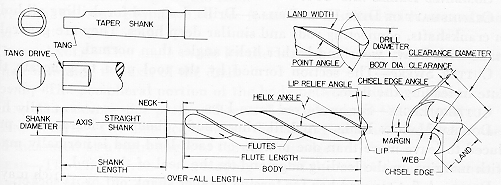 TAPER SHANK
TANG
TANG DRIVE
LAND WIDTH
DRILL
DIAMETER
POINT ANGLE
CLEARANCE DIAMETER
BODY DIA CLEARANCE
CHSEL EDGE ANGLE
LIP RELIEF ANGLE
NECK
HELIX ANGLE
SHANK
DIAMETER
AXIS
STRAIGHT
SHANK
MARGIN
LIP
WEB
LAND
CHSEL EDGE
FLUTES
FLUTE LENGTH
SHANK
LENGTH
BODY
OVER-ALL LENGTH